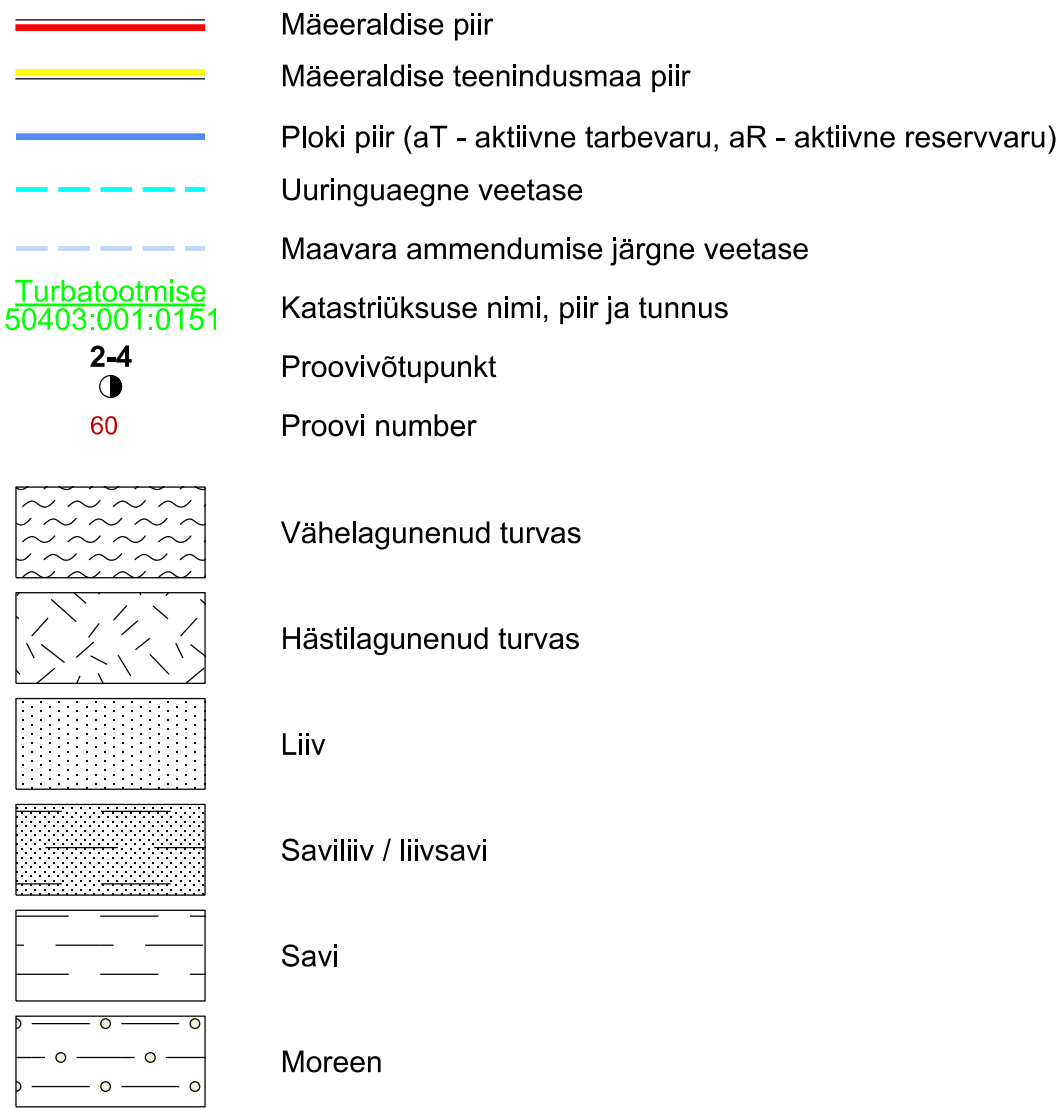 Mäeeraldise piir
Mäeeraldise teenindusmaa piir
Ploki piir (aT - aktiivne tarbevaru, aR - aktiivne reservvaru)
Uuringuaegne veetase
Maavara ammendumise järgne veetase
Turbatootmise
50403:001:0151
Katastriüksuse nimi, piir ja tunnus
2-4
Proovivõtupunkt
60
Proovi number
Vähelagunenud turvas
Hästilagunenud turvas
Liiv
Saviliiv / liivsavi
Savi
Moreen